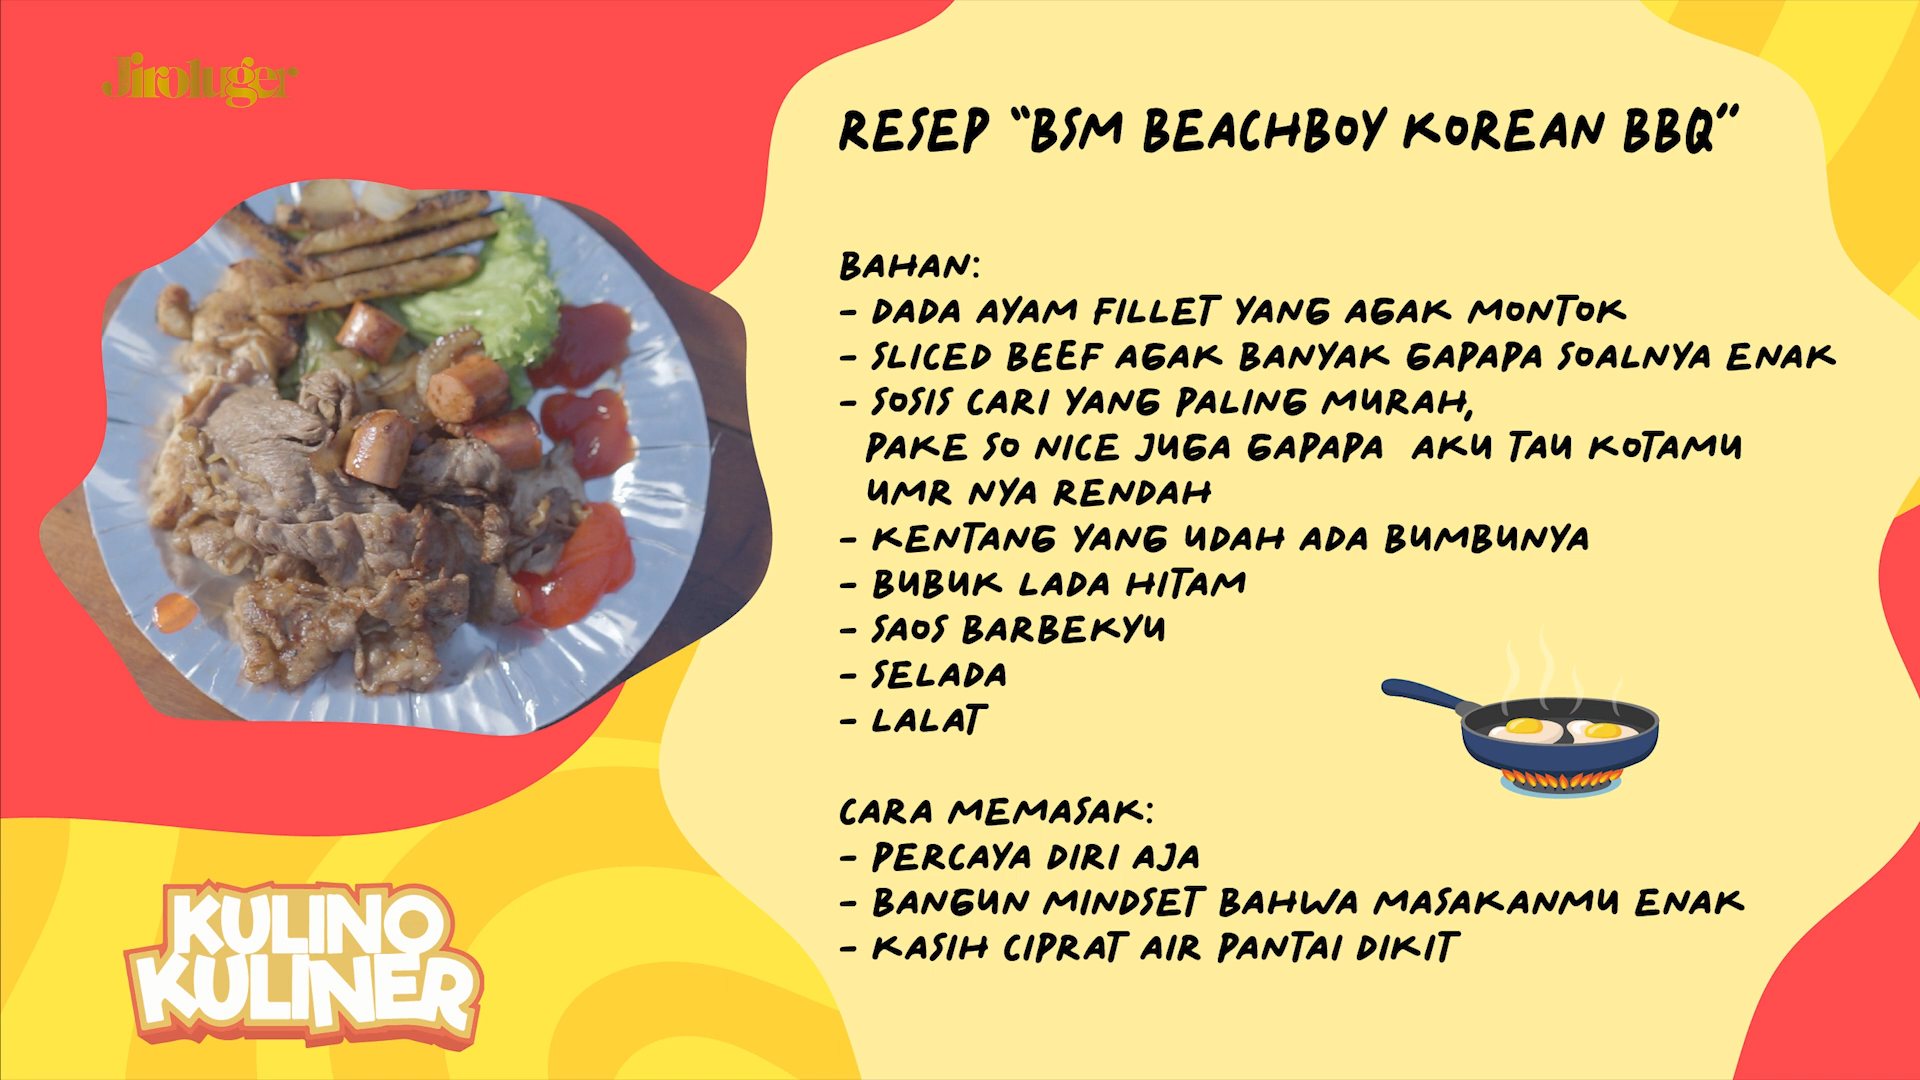 Jirolu9er
RESEP "BSM BEACHBOY KOREAN BBQ"
BAHAN:
- DADA AYAM FILLET YANG AGAK MONTOK
- SLICED BEEF AGAK BANYAK GAPAPA SOALNYA ENAK
- SOSIS CARI YANG PALING MURAH,
PAKE SO NICE JUGA GAPAPA AKU TAU KOTAMU
UMR NYA RENDAH
- KENTANG YANG UDAH ADA BUMBUNYA
- BUBUK LADA HITAM
- SAOS BARBEKYU
- SELADA
- LALAT
CARA MEMASAK:
- PERCAYA DIRI AJA
- BANGUN MINDSET BAHWA MASAKANMU ENAK
- KASIH CIPRAT AIR PANTAI DIKIT
KULINO
KULINER